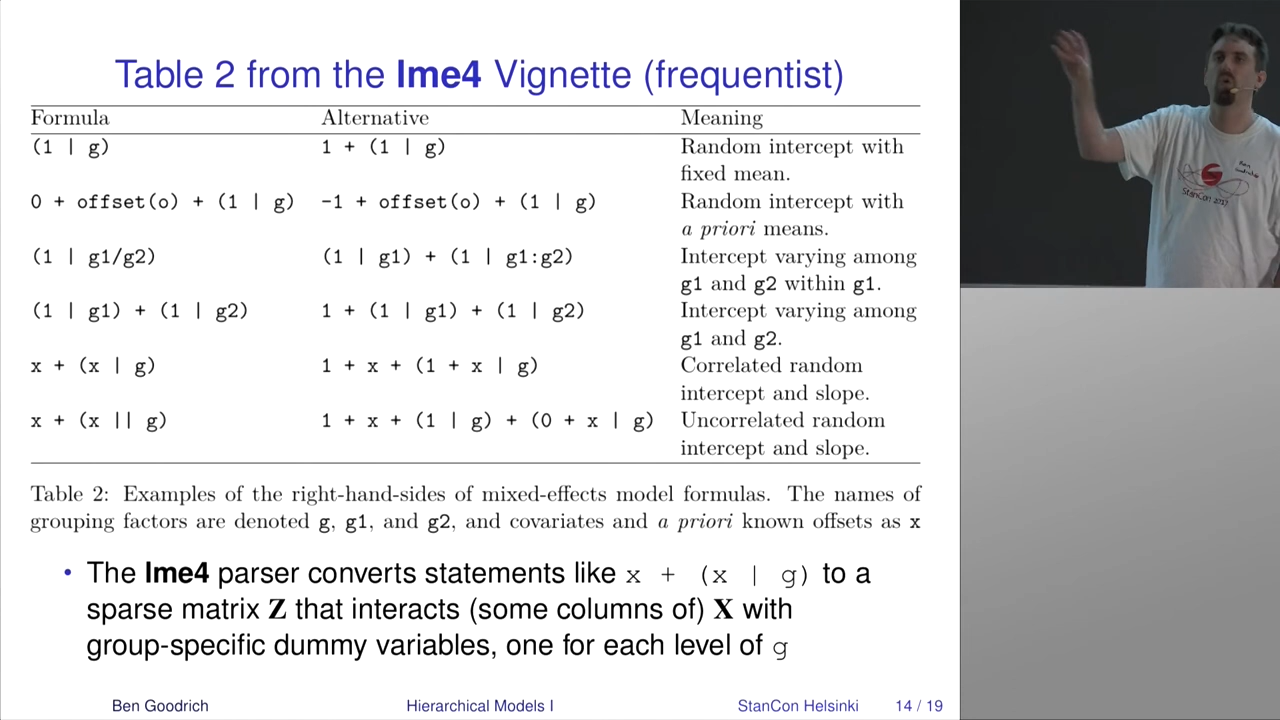 Table 2 from the lme4 Vignette (frequentist)
Formula Alternative Meaning
(1 | g) 1 + (1 | g) Random intercept with
fixed mean.
0 + offset(o) + (1 | g) -1 + offset(o) + (1 | g) Random intercept with
a priori means.
(1 | g1/g2) (1 | g1) + (1 | g1:g2) Intercept varying among
g1 and g2 within g1.
(1 | g1) + (1 | g2) 1 + (1 | g1) + (1 | g2) Intercept varying among
g1 and g2.
x + (x | g) 1 + x + (1 + x | g) Correlated random
intercept and slope.
x + (x || g) 1 + x + (1 | g) + (0 + x | g) Uncorrelated random
intercept and slope.
Table 2: Examples of the right-hand-sides of mixed-effects model formulas. The names of
grouping factors are denoted g, g1, and g2, and covariates and a priori known offsets as x
• The lme4 parser converts statements like x + (x | g) to a
sparse matrix Z that interacts (some columns of) X with
group-specific dummy variables, one for each level of g
Ben Goodrich Hierarchical Models I StanCon Helsinki 14 / 19
Ben
StanCon 2017